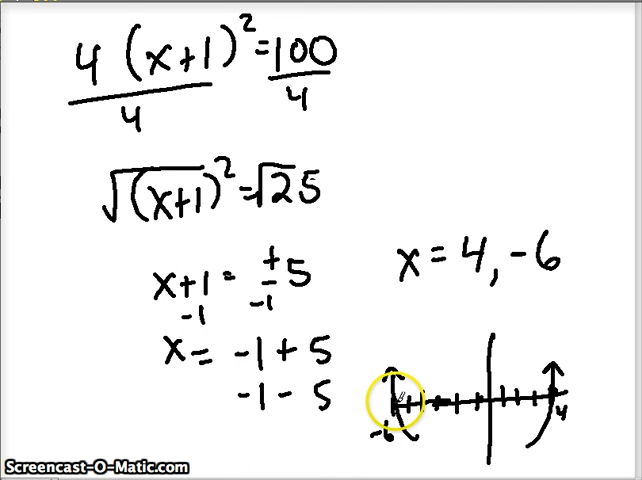 4(x+1)²=100
4 4
√(x+1)²=√25
x+1=±5
-1 -1
x=-1+5
-1-5
x=4,-6
-6 4
Screencast-O-Matic.com